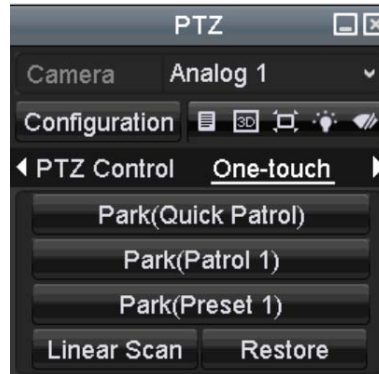 PTZ
Camera Analog 1
Configuration 3D
PTZ Control One-touch
Park(Quick Patrol)
Park(Patrol 1)
Park(Preset 1)
Linear Scan Restore